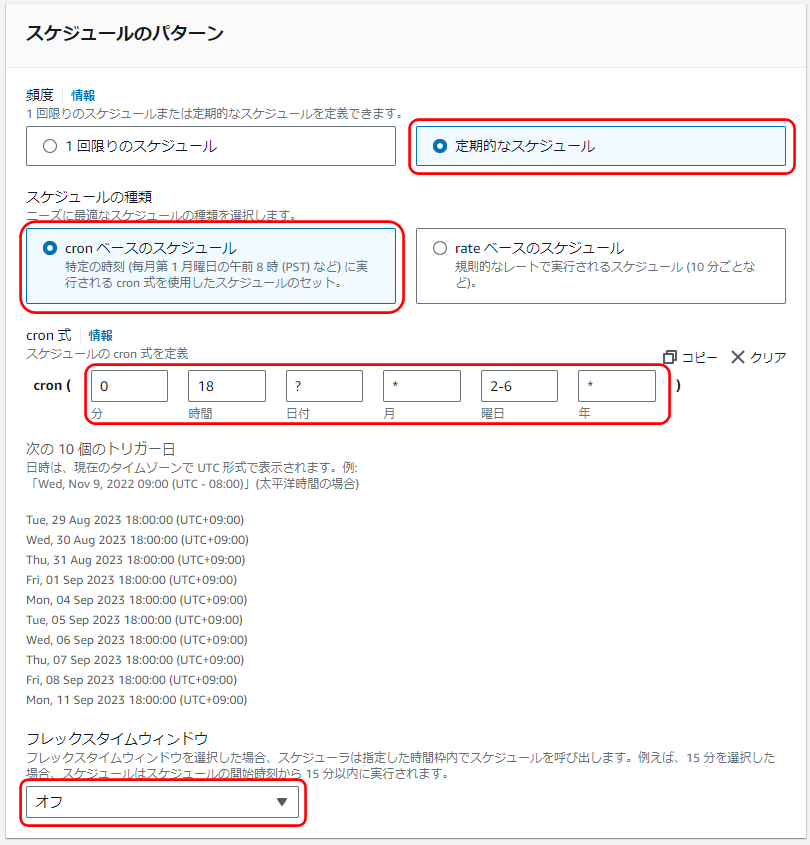 スケジュールのパターン
頻度 情報
1 回限りのスケジュールまたは定期的なスケジュールを定義できます。
1 回限りのスケジュール 定期的なスケジュール
スケジュールの種類
ニーズに最適なスケジュールの種類を選択します。
cron ベースのスケジュール
特定の時刻 (毎月第 1 月曜日の午前 8 時 (PST) など) に実
行される cron 式を使用したスケジュールのセット。
rate ベースのスケジュール
規則的なレートで実行されるスケジュール (10 分ごとな
ど)。
cron 式 情報
スケジュールの cron 式を定義
コピー クリア
cron ( 0 18 ? * 2-6 * )
分 時間 日付 月 曜日 年
次の 10 個のトリガー日
日時は、現在のタイムゾーンで UTC 形式で表示されます。例:
「Wed, Nov 9, 2022 09:00 (UTC - 08:00)」(太平洋時間の場合)
Tue, 29 Aug 2023 18:00:00 (UTC+09:00)
Wed, 30 Aug 2023 18:00:00 (UTC+09:00)
Thu, 31 Aug 2023 18:00:00 (UTC+09:00)
Fri, 01 Sep 2023 18:00:00 (UTC+09:00)
Mon, 04 Sep 2023 18:00:00 (UTC+09:00)
Tue, 05 Sep 2023 18:00:00 (UTC+09:00)
Wed, 06 Sep 2023 18:00:00 (UTC+09:00)
Thu, 07 Sep 2023 18:00:00 (UTC+09:00)
Fri, 08 Sep 2023 18:00:00 (UTC+09:00)
Mon, 11 Sep 2023 18:00:00 (UTC+09:00)
フレックスタイムウィンドウ
フレックスタイムウィンドウを選択した場合、スケジューラは指定した時間枠内でスケジュールを呼び出します。例えば、15 分を選択した
場合、スケジュールはスケジュールの開始時刻から 15 分以内に実行されます。
オフ